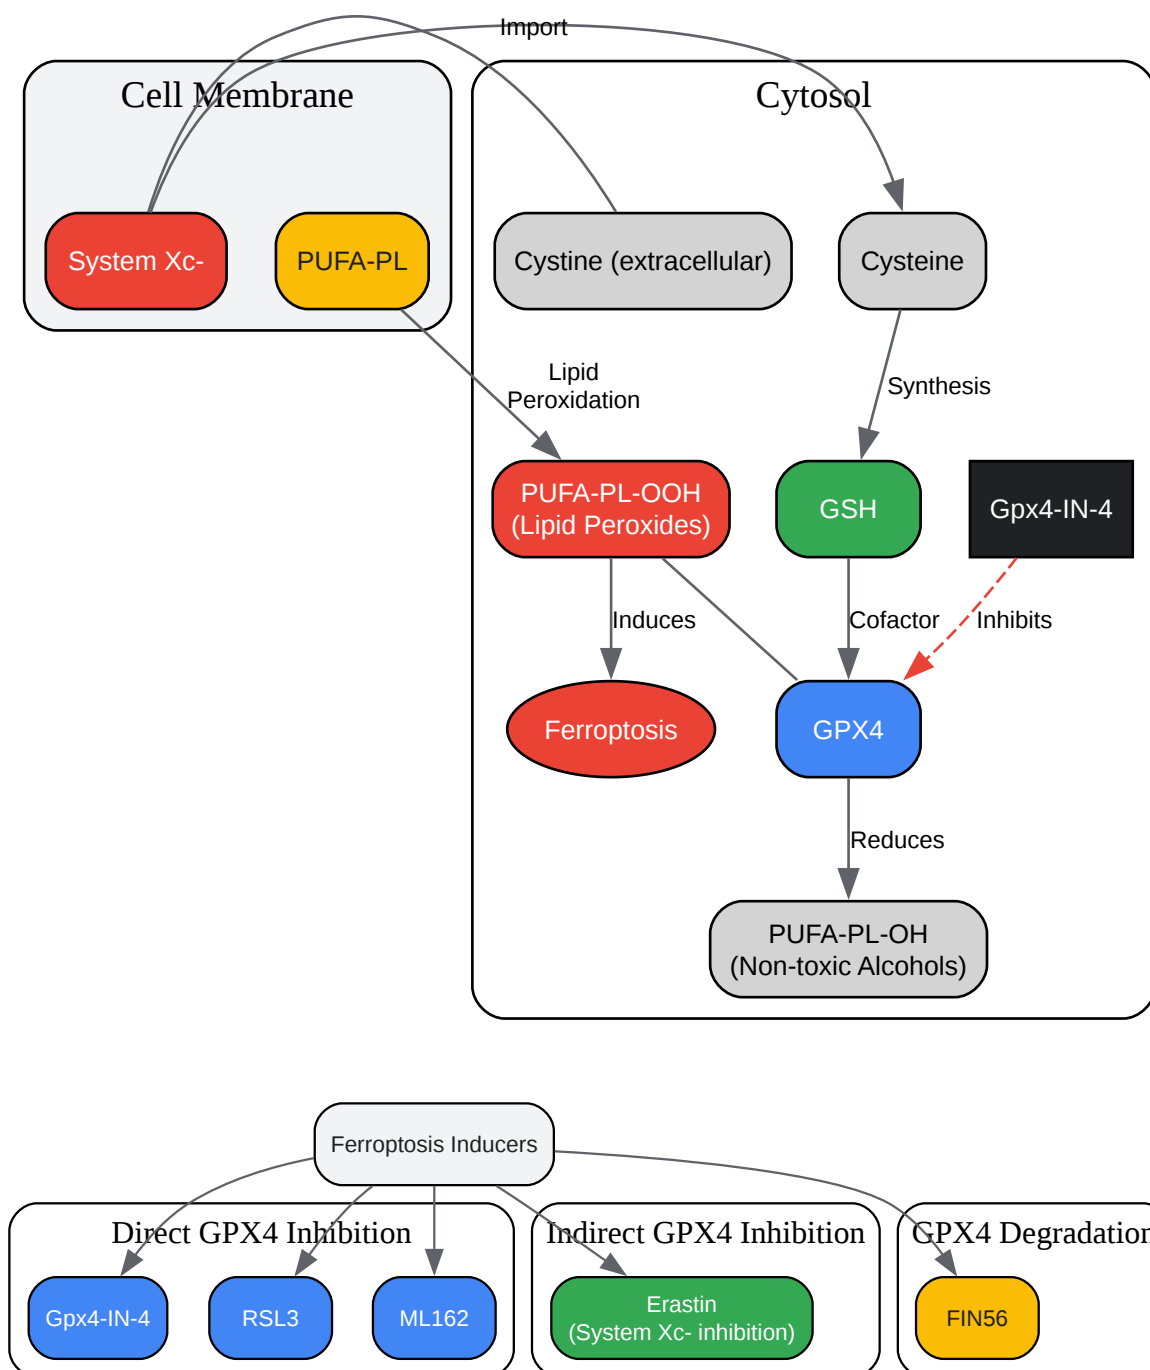 Import
Cell Membrane
Cytosol
System Xc-
PUFA-PL
Cystine (extracellular)
Cysteine
Lipid
Peroxidation
Synthesis
PUFA-PL-OOH
(Lipid Peroxides)
GSH
Gpx4-IN-4
Induces
Cofactor
Inhibits
Ferroptosis
GPX4
Reduces
PUFA-PL-OH
(Non-toxic Alcohols)
Ferroptosis Inducers
Direct GPX4 Inhibition
Indirect GPX4 Inhibition
GPX4 Degradation
Gpx4-IN-4
RSL3
ML162
Erastin
(System Xc- inhibition)
FIN56